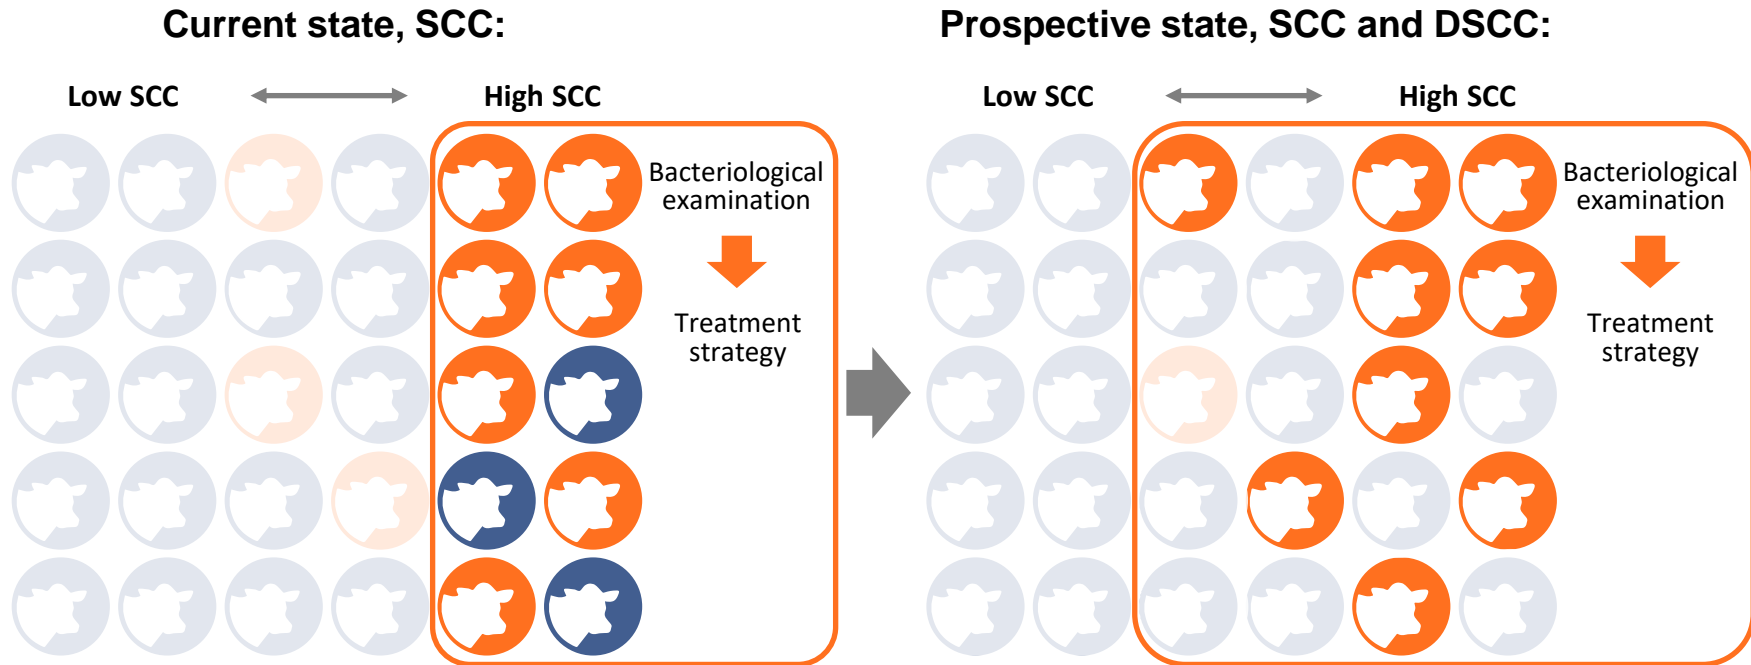 Current state, SCC:
Low SCC
High SCC
Bacteriological
examination
Treatment
strategy
Prospective state, SCC and DSCC:
Low SCC
High SCC
Bacteriological
examination
Treatment
strategy